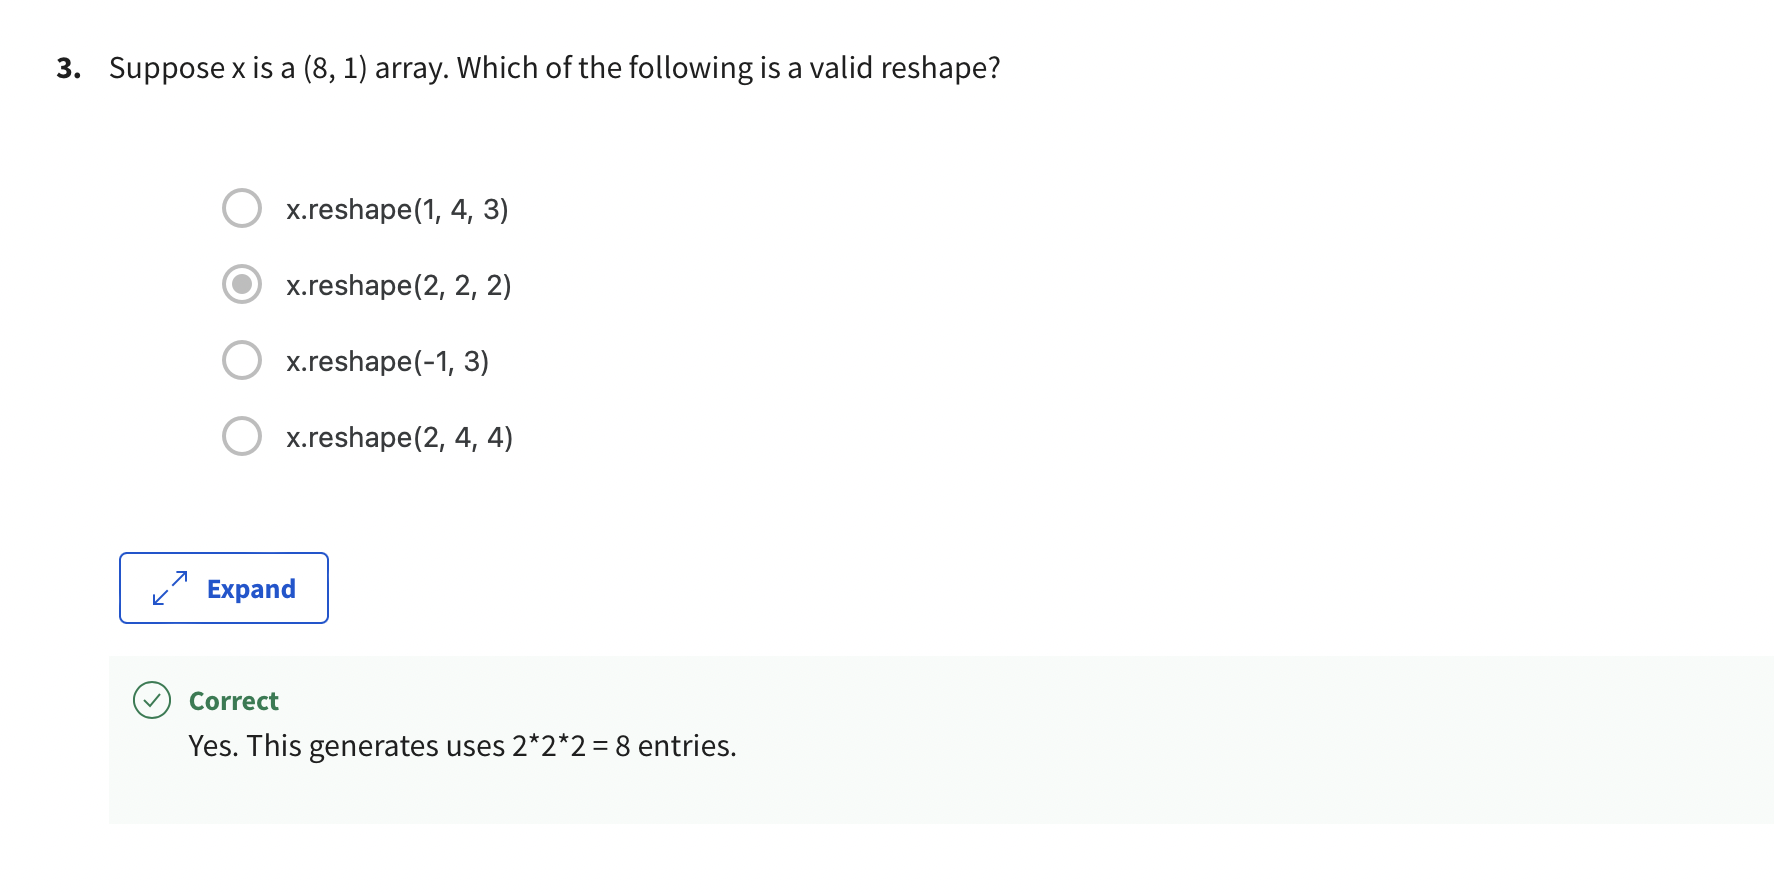 3. Suppose x is a (8, 1) array. Which of the following is a valid reshape?
x.reshape(1, 4, 3)
x.reshape(2, 2, 2)
x.reshape(-1, 3)
x.reshape(2, 4, 4)
Expand
Correct
Yes. This generates uses 2*2*2 = 8 entries.